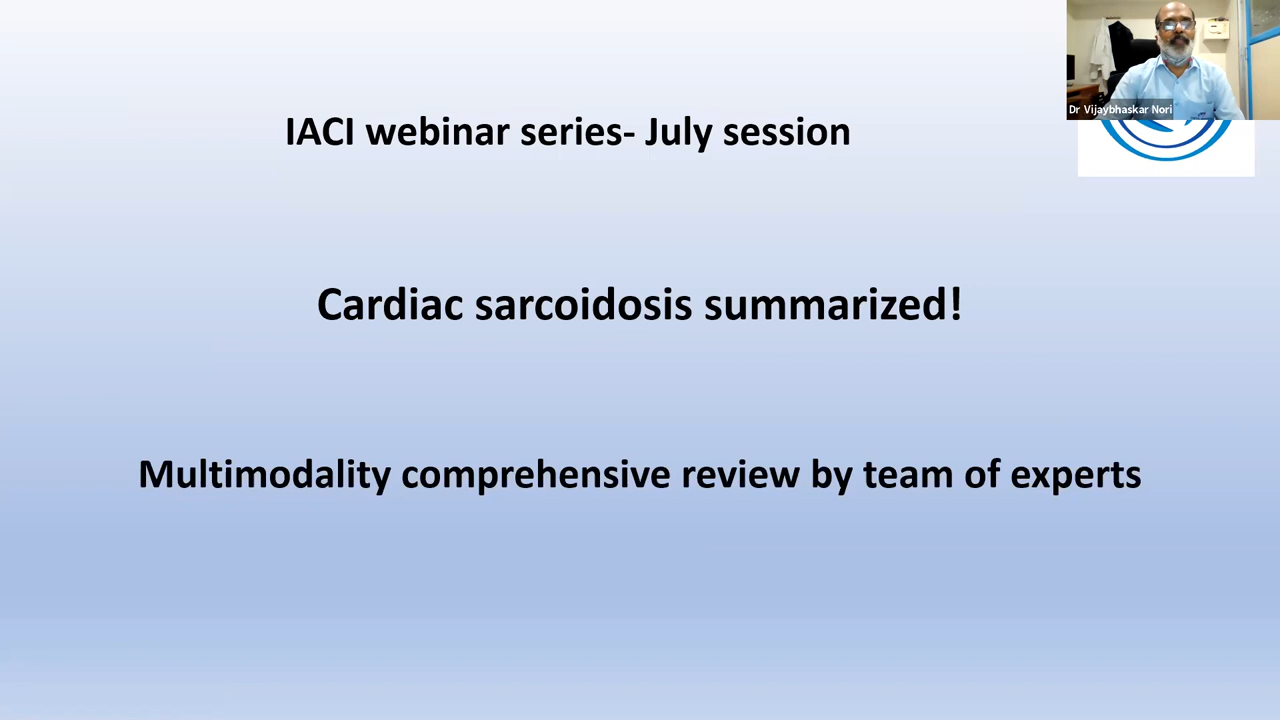 IACI webinar series- July session
Dr Vijaybhaskar Nori
Cardiac sarcoidosis summarized!
Multimodality comprehensive review by team of experts